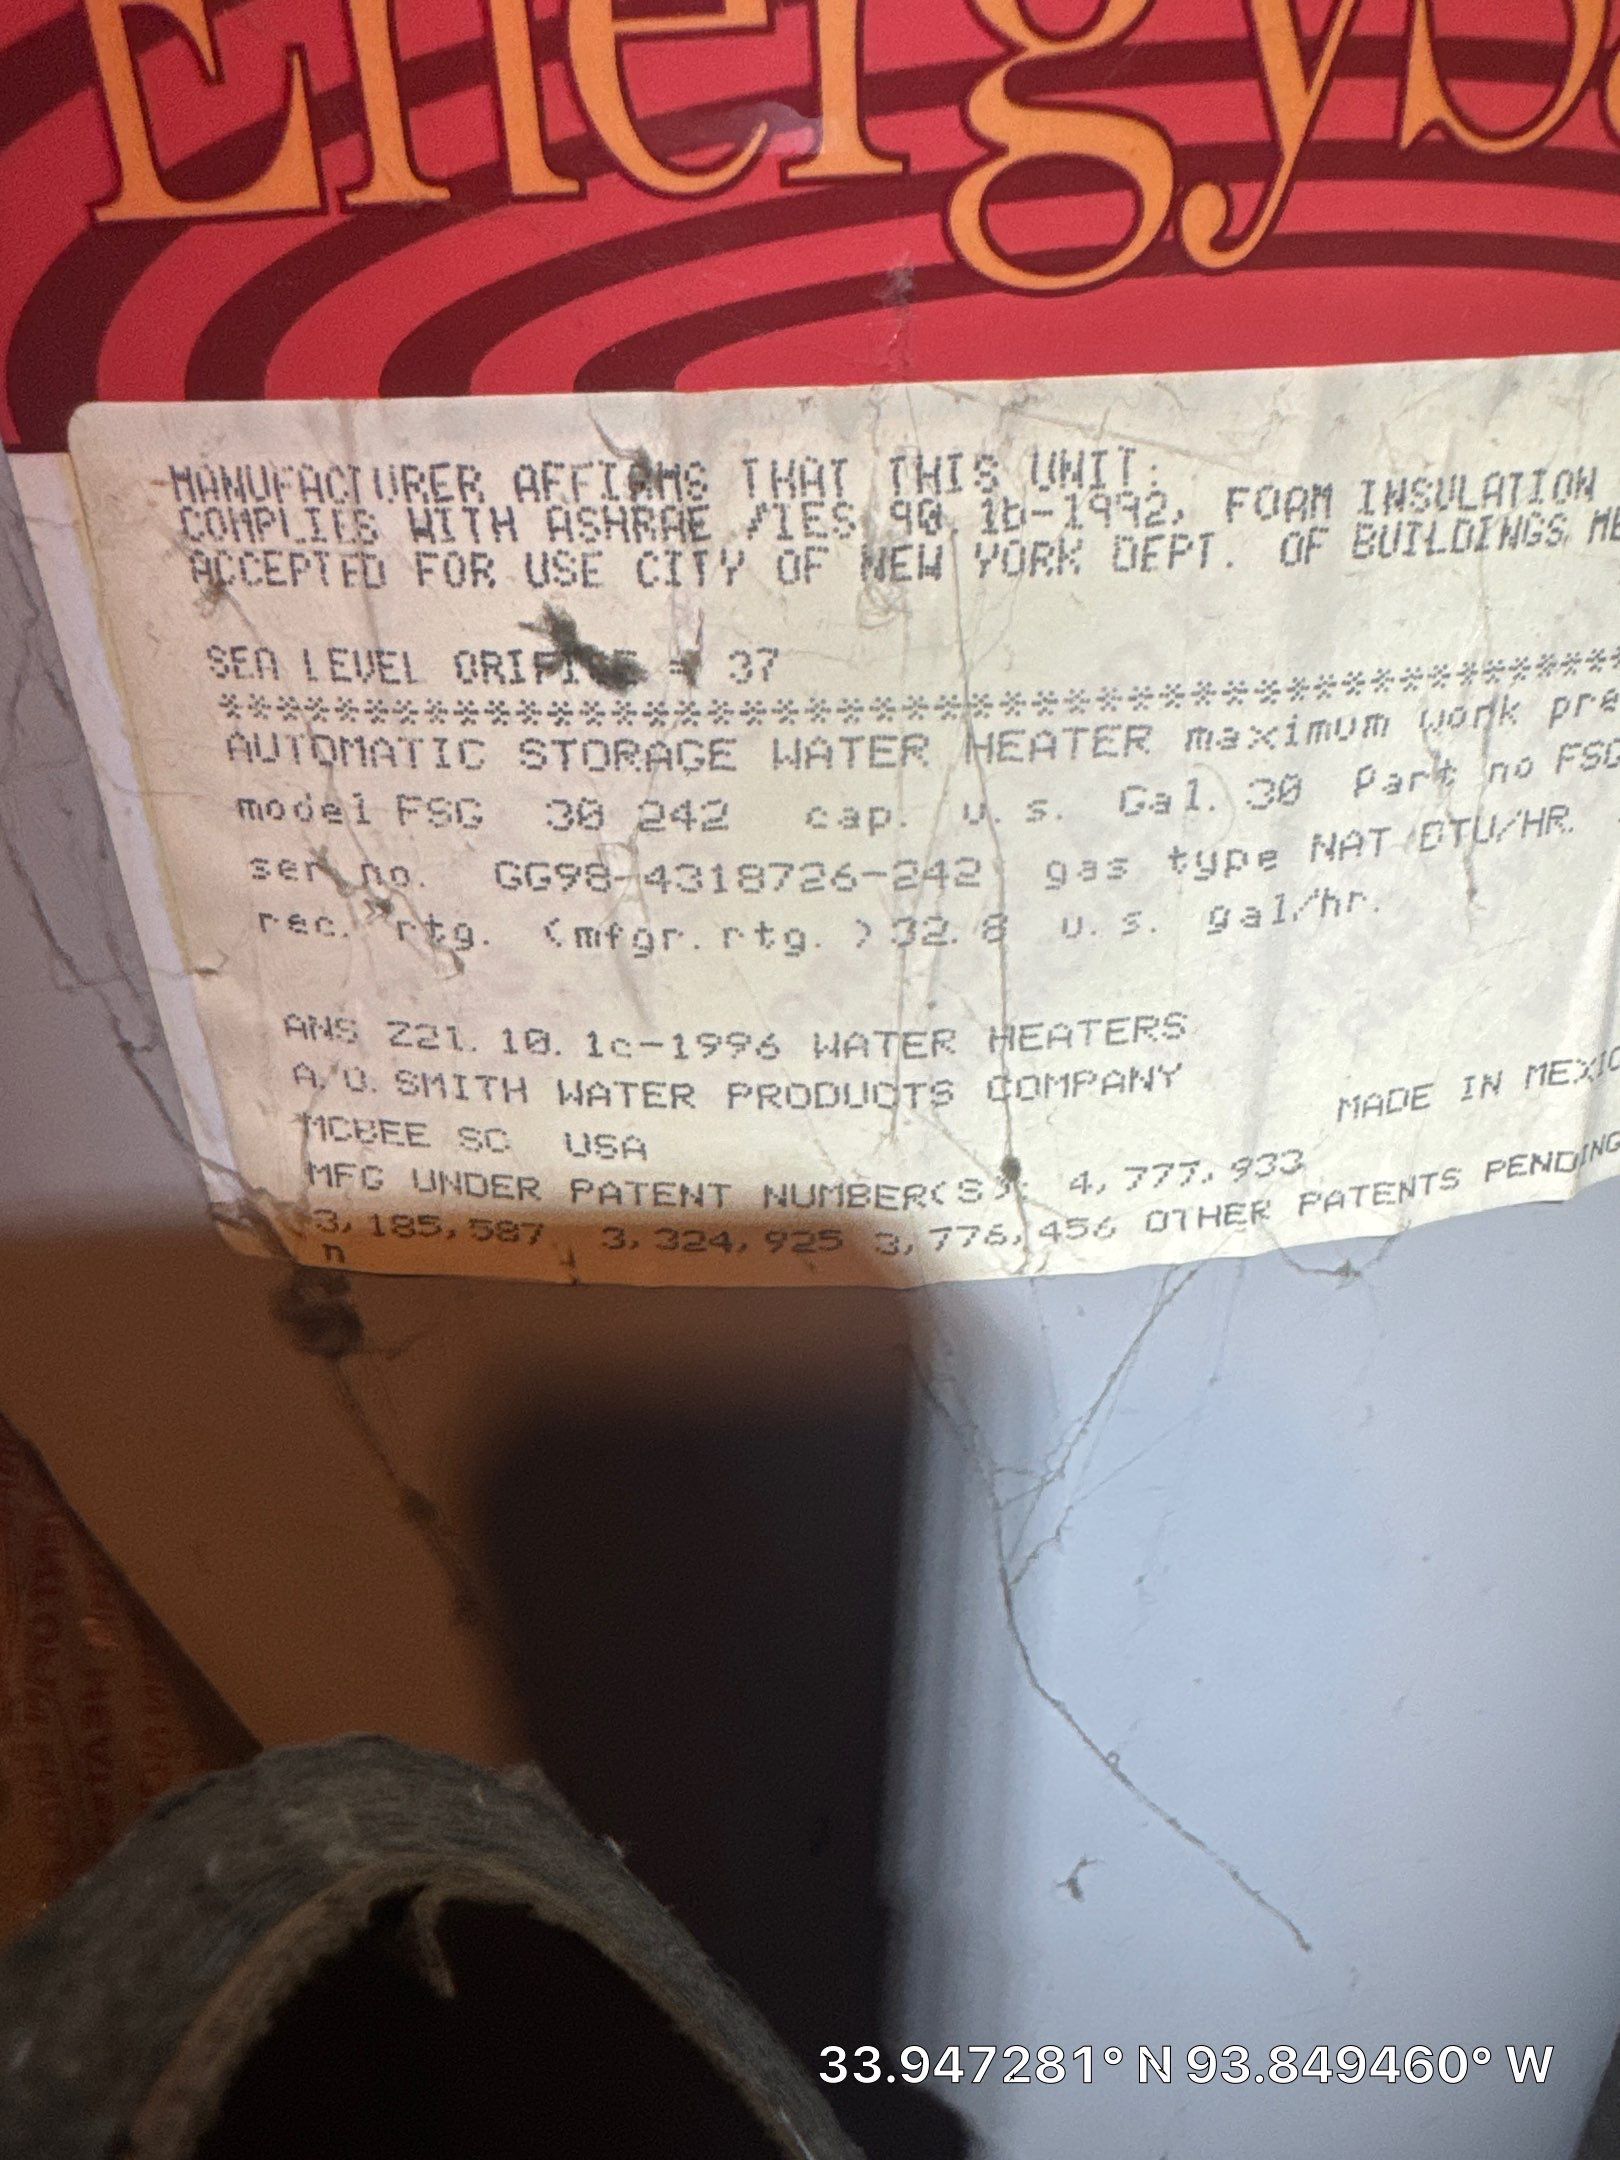 EnergySa
MANUFACTURER AFFIRMS THAT THIS UNIT:
COMPLIES WITH ASHRAE /IES 90.1b-1992, FOAM INSULATION
ACCEPTED FOR USE CITY OF NEW YORK DEPT. OF BUILDINGS ME
SEA LEVEL ORIFICE = 37
AUTOMATIC STORAGE WATER HEATER maximum work pre
model FSG 30 242 cap. u.s. Gal. 30 Part no FSG
ser.no. GG98-4318726-242 gas type NAT BTU/HR.
rec. rtg. (mfgr.rtg.)32.8 u.s. gal/hr.
ANS Z21.10.1c-1996 WATER HEATERS
A.O.SMITH WATER PRODUCTS COMPANY
MCBEE SC USA MADE IN MEXIC
MFG UNDER PATENT NUMBER(S): 4,777,933
3,185,587 3,324,925 3,776,456 OTHER PATENTS PENDING
n
33.947281° N 93.849460° W